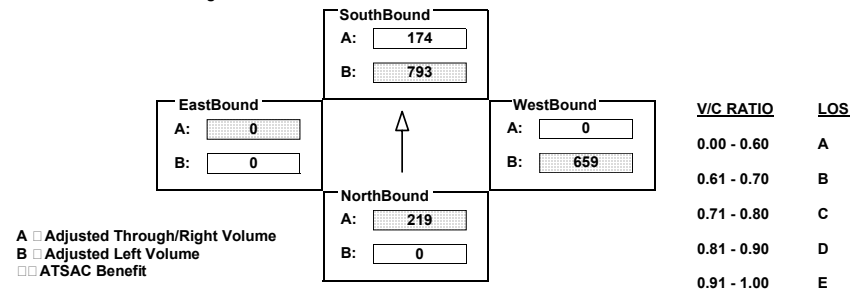 SouthBound
A: 174
B: 793
EastBound
A: 0
B: 0
WestBound
A: 0
B: 659
NorthBound
A: 219
B: 0
A □ Adjusted Through/Right Volume
B □ Adjusted Left Volume
□□ ATSAC Benefit
V/C RATIO LOS
0.00 - 0.60 A
0.61 - 0.70 B
0.71 - 0.80 C
0.81 - 0.90 D
0.91 - 1.00 E